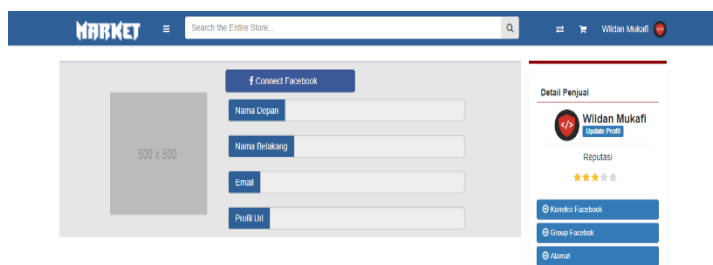 MARKET
Search the Entire Store...
Wildan Mukafi
f Connect Facebook
500 x 500
Nama Depan
Nama Belakang
Email
Profil Url
Detail Penjual
</>
Wildan Mukafi
Update Profil
Reputasi
Koneksi Facebook
Group Facebok
Alamat